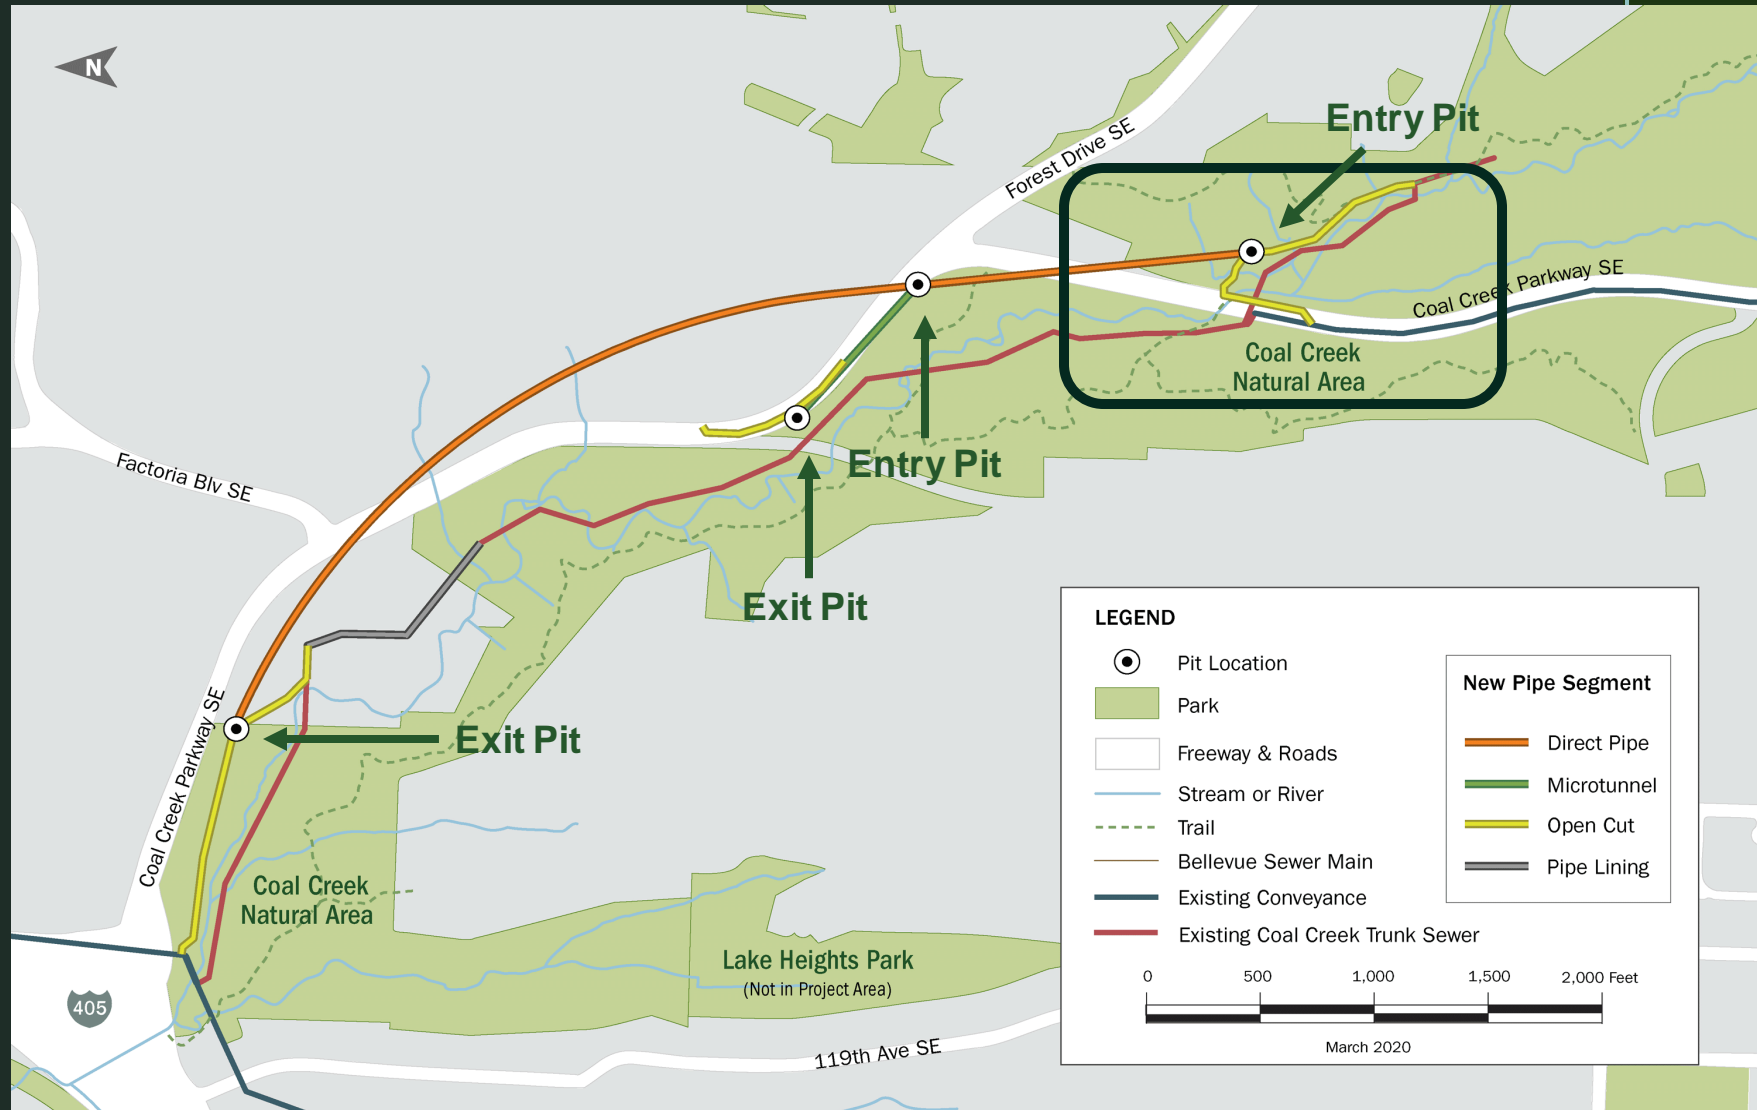 N
Entry Pit
Forest Drive SE
Coal Creek Parkway SE
Coal Creek
Natural Area
Factoria Blv SE
Entry Pit
Exit Pit
Exit Pit
Coal Creek Parkway SE
Coal Creek
Natural Area
Lake Heights Park
(Not in Project Area)
405
119th Ave SE
LEGEND
Pit Location
Park
Freeway & Roads
Stream or River
Trail
Bellevue Sewer Main
Existing Conveyance
Existing Coal Creek Trunk Sewer
New Pipe Segment
Direct Pipe
Microtunnel
Open Cut
Pipe Lining
0 500 1,000 1,500 2,000 Feet
March 2020